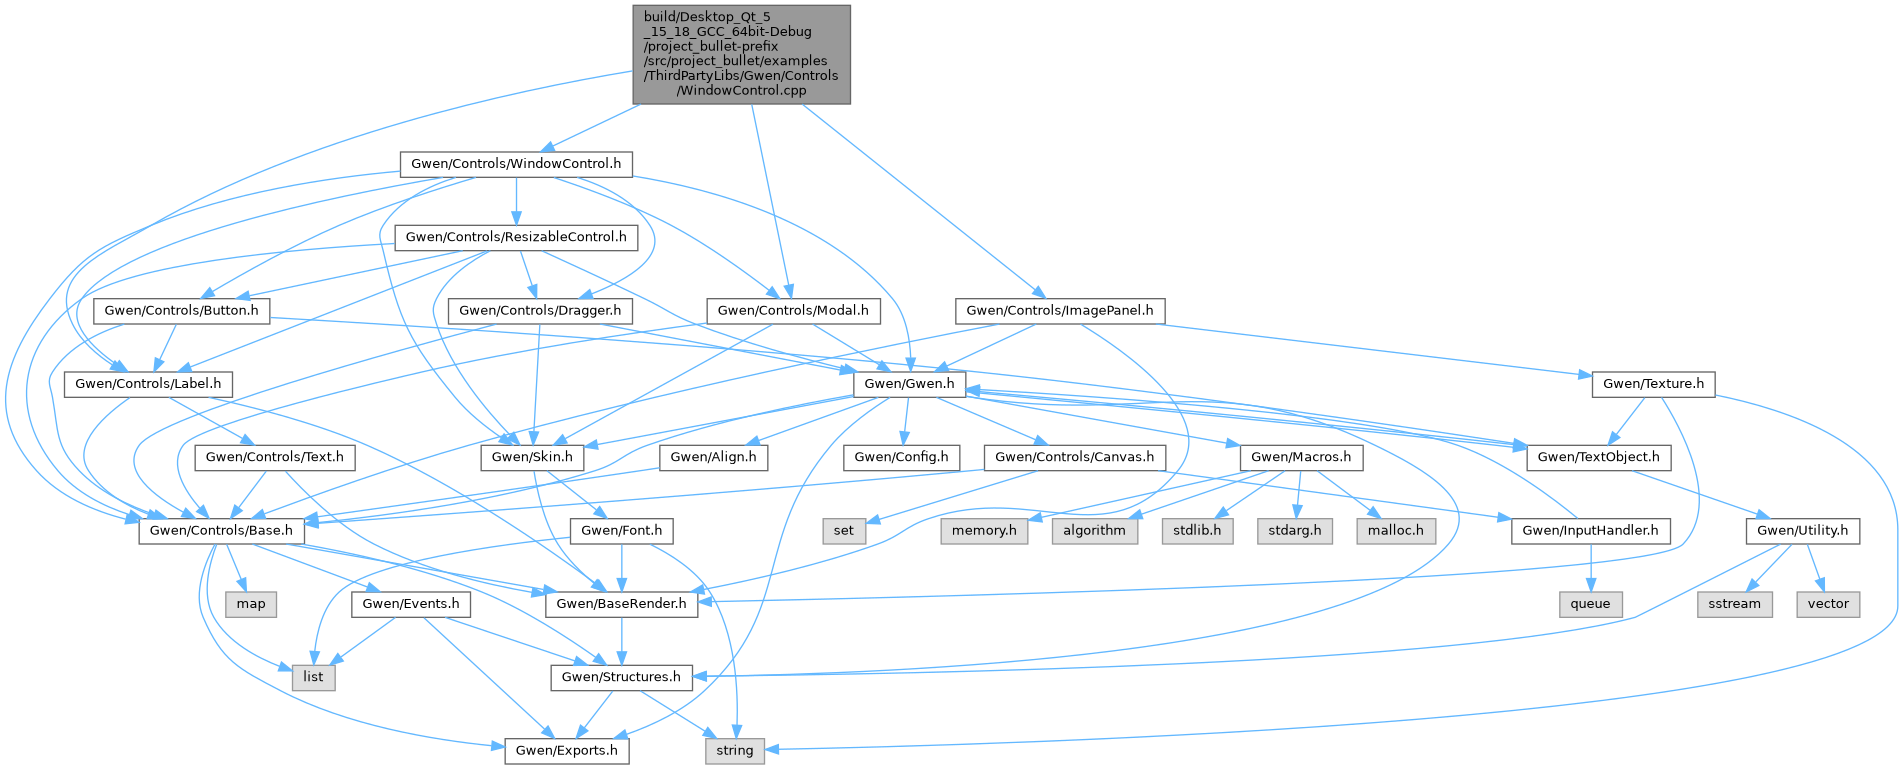 build/Desktop_Qt_5
_15_18_GCC_64bit-Debug
/project_bullet-prefix
/src/project_bullet/examples
/ThirdPartyLibs/Gwen/Controls
/WindowControl.cpp
Gwen/Controls/WindowControl.h
Gwen/Controls/ResizableControl.h
Gwen/Controls/Button.h
Gwen/Controls/Dragger.h
Gwen/Controls/Modal.h
Gwen/Controls/ImagePanel.h
Gwen/Controls/Label.h
Gwen/Gwen.h
Gwen/Texture.h
Gwen/Controls/Text.h
Gwen/Skin.h
Gwen/Align.h
Gwen/Config.h
Gwen/Controls/Canvas.h
Gwen/Macros.h
Gwen/TextObject.h
Gwen/Controls/Base.h
Gwen/Font.h
set
memory.h
algorithm
stdlib.h
stdarg.h
malloc.h
Gwen/InputHandler.h
Gwen/Utility.h
map
Gwen/Events.h
Gwen/BaseRender.h
queue
sstream
vector
list
Gwen/Structures.h
Gwen/Exports.h
string